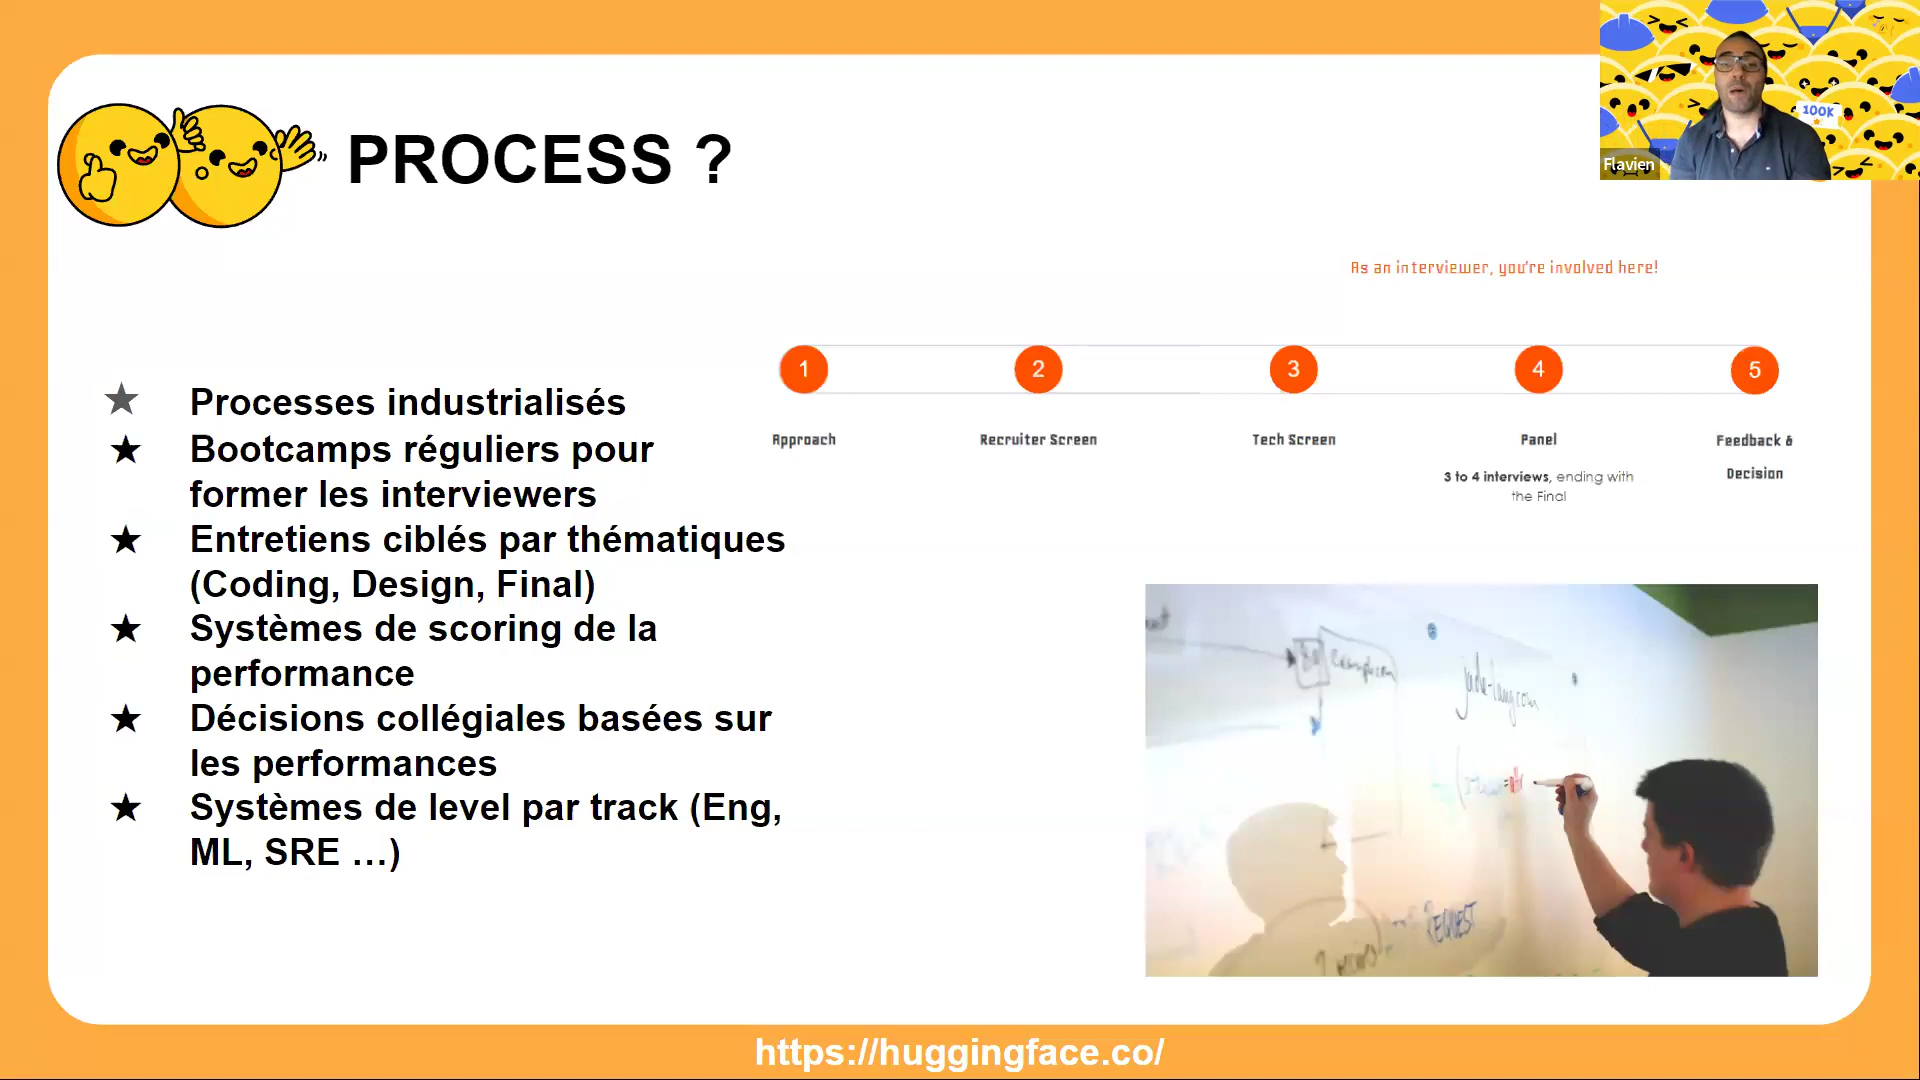 100K
Flavien
PROCESS ?
As an interviewer, you're involved here!
1
2
3
4
5
Approach
Recruiter Screen
Tech Screen
Panel
3 to 4 interviews, ending with
the Final
Feedback &
Decision
★ Processes industrialisés
★ Bootcamps réguliers pour
former les interviewers
★ Entretiens ciblés par thématiques
(Coding, Design, Final)
★ Systèmes de scoring de la
performance
★ Décisions collégiales basées sur
les performances
★ Systèmes de level par track (Eng,
ML, SRE …)
REQUEST
https://huggingface.co/